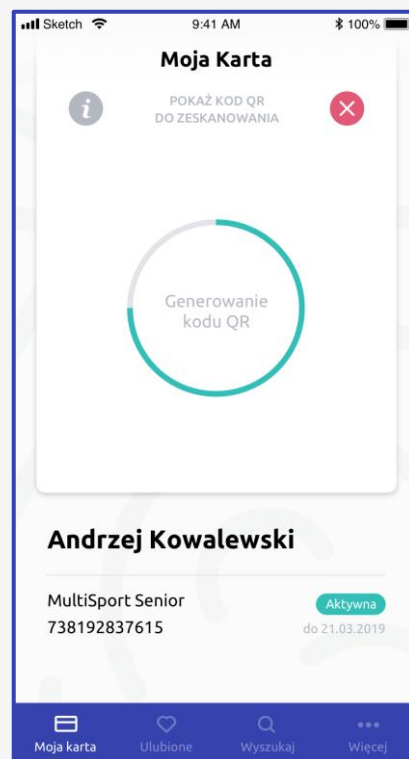 Sketch 9:41 AM 100%
Moja Karta
i
POKAŻ KOD QR
DO ZESKANOWANIA
Generowanie
kodu QR
Andrzej Kowalewski
MultiSport Senior Aktywna
738192837615 do 21.03.2019
Moja karta Ulubione Wyszukaj Więcej